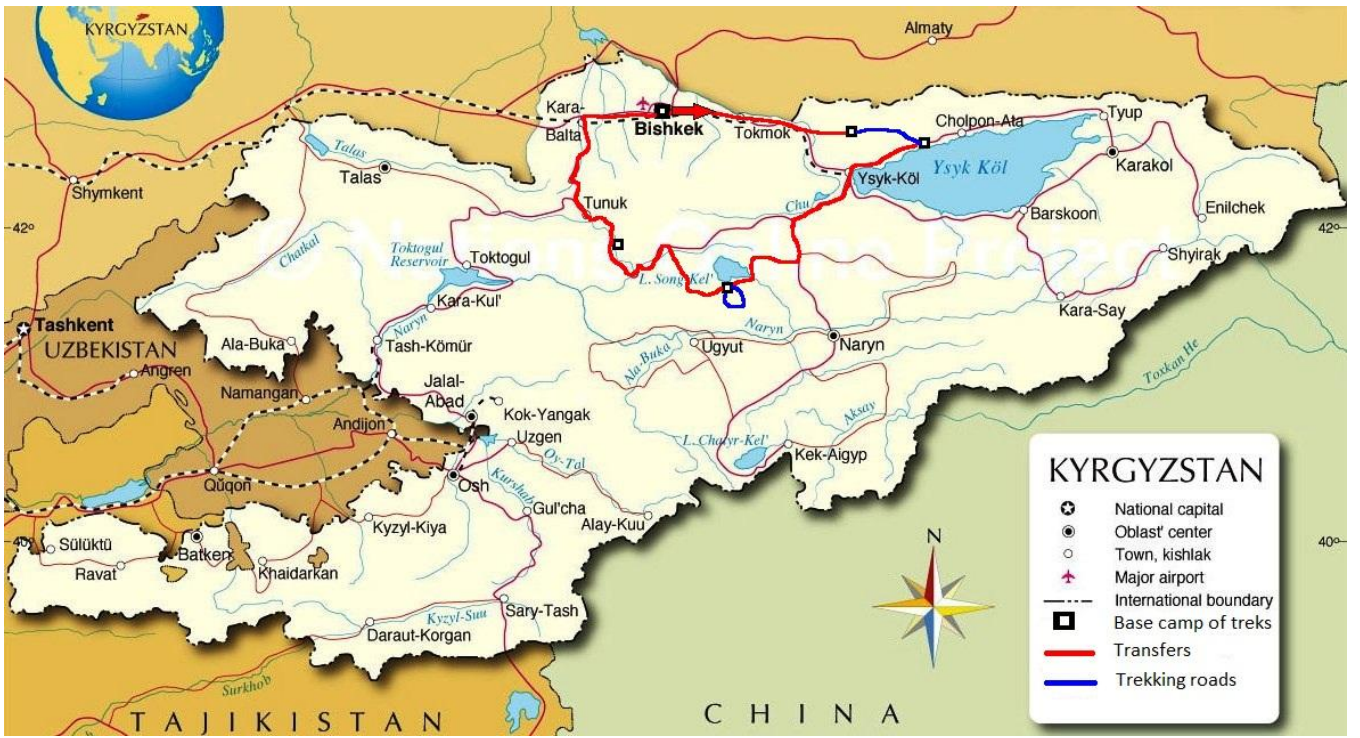 KYRGYZSTAN
Almaty
Kara-
Balta
Bishkek
Tokmok
Cholpon-Ata
Tyup
Talas
Talas
Shymkent
Ysyk-Köl
Ysyk Köl
Karakol
Tunuk
Chu
Barskoon
Enilchek
42º
42º
Chatkal
Toktogul
Reservoir
Toktogul
L. Song-Kel'
Shyirak
Kara-Kul'
Kara-Say
Tashkent
UZBEKISTAN
Ala-Buka
Naryn
Tash-Kömür
Ala-Buka
Ugyut
Naryn
Naryn
Toxkan He
Angren
Namangan
Jalal-
Abad
Kok-Yangak
Andijon
Uzgen
Oy-Tal
L. Chatyr-Kel'
Kek-Aigyp
Aksay
Qŭqon
Osh
Kurshab
Gul'cha
Kyzyl-Kiya
Alay-Kuu
40º
40º
Sülüktü
Batken
Ravat
Khaidarkan
Sary-Tash
Kyzyl-Suu
Daraut-Korgan
Surkhob
TAJIKISTAN
CHINA
N
KYRGYZSTAN
National capital
Oblast' center
Town, kishlak
Major airport
International boundary
Base camp of treks
Transfers
Trekking roads